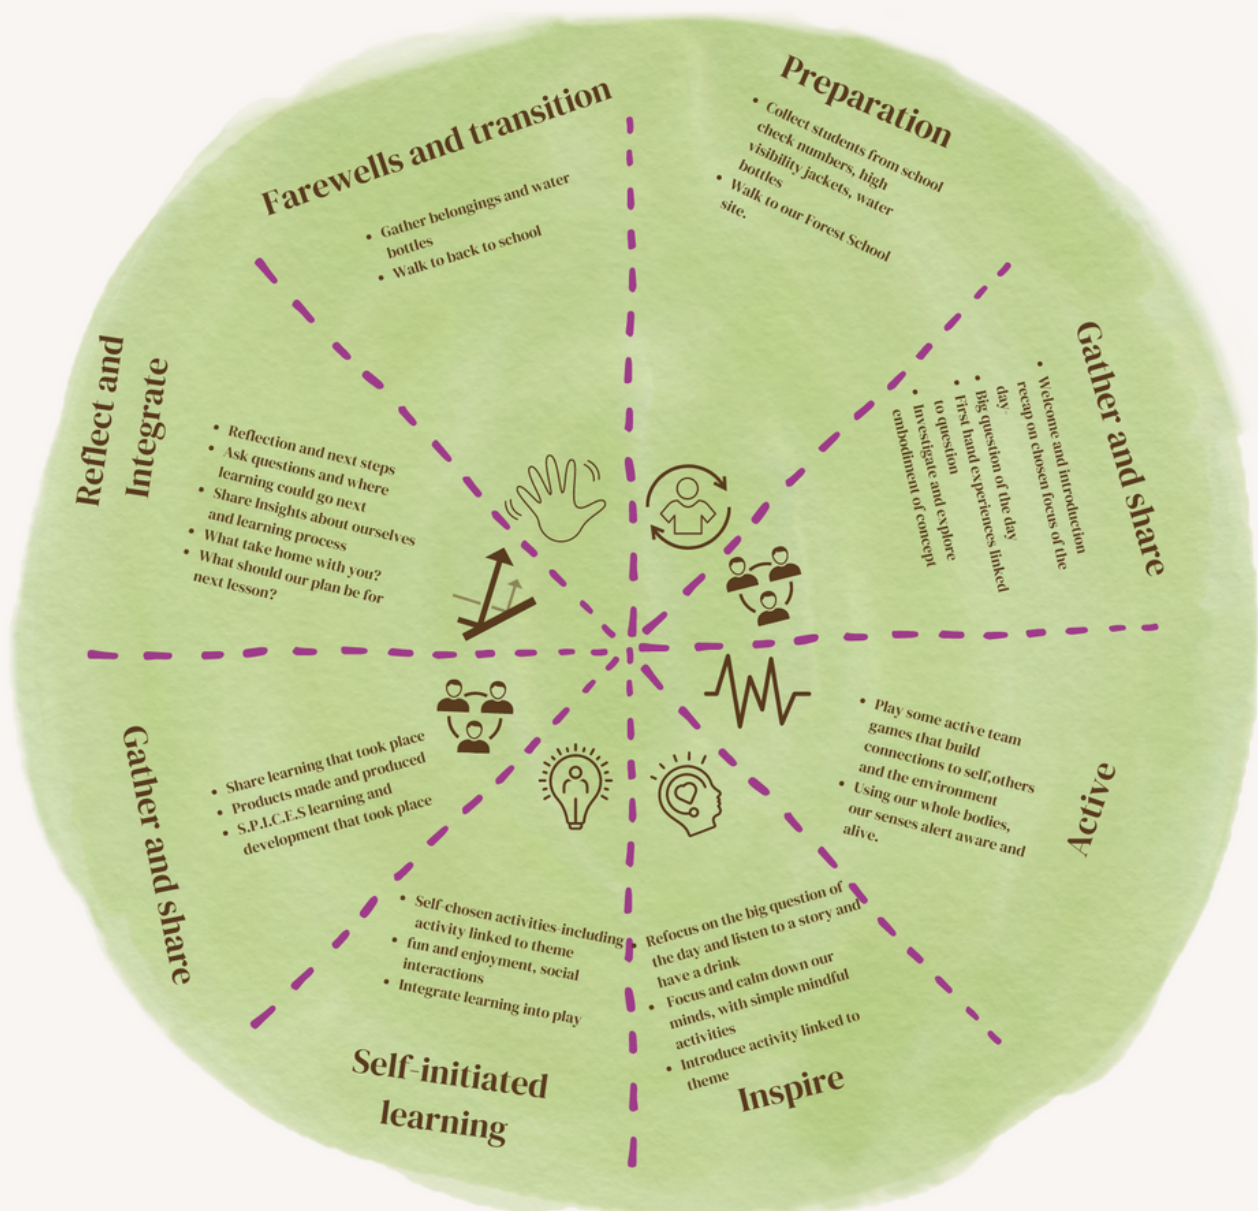 Preparation
• Collect students from school
check numbers, high
visibility jackets, water
bottles
• Walk to our Forest School
site.
Gather and share
• Welcome and introduction
recap on chosen focus of the
day
• Big question of the day
• First hand experiences linked
to question
• Investigate and explore
embodiment of concept
Active
• Play some active team
games that build
connections to self,others
and the environment
• Using our whole bodies,
our senses alert aware and
alive.
Inspire
• Refocus on the big question of
the day and listen to a story and
have a drink
• Focus and calm down our
minds, with simple mindful
activities
• Introduce activity linked to
theme
Self-initiated
learning
• Self-chosen activities-including
activity linked to theme
• fun and enjoyment, social
interactions
• Integrate learning into play
Gather and share
• Share learning that took place
• Products made and produced
• S.P.I.C.E.S learning and
development that took place
Reflect and
Integrate
• Reflection and next steps
• Ask questions and where
learning could go next
• Share Insights about ourselves
and learning process
• What take home with you?
• What should our plan be for
next lesson?
Farewells and transition
• Gather belongings and water
bottles
• Walk to back to school